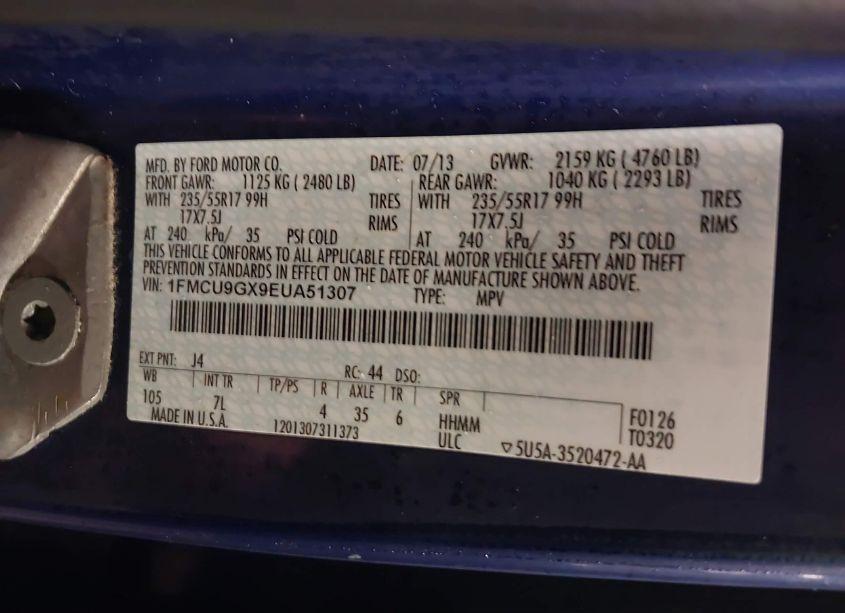 MFD. BY FORD MOTOR CO. DATE: 07/13 GVWR: 2159 KG ( 4760 LB)
FRONT GAWR: 1125 KG ( 2480 LB) REAR GAWR: 1040 KG ( 2293 LB)
WITH 235/55R17 99H TIRES WITH 235/55R17 99H TIRES
17X7.5J RIMS 17X7.5J RIMS
AT 240 kPa/ 35 PSI COLD AT 240 kPa/ 35 PSI COLD
THIS VEHICLE CONFORMS TO ALL APPLICABLE FEDERAL MOTOR VEHICLE SAFETY AND THEFT
PREVENTION STANDARDS IN EFFECT ON THE DATE OF MANUFACTURE SHOWN ABOVE.
VIN: 1FMCU9GX9EUA51307 TYPE: MPV
EXT PNT: J4 RC: 44 DSO:
WB INT TR TP/PS R AXLE TR SPR
105 7L 4 35 6 HHMM F0126
MADE IN U.S.A. 1201307311373 ULC T0320
▽5U5A-3520472-AA